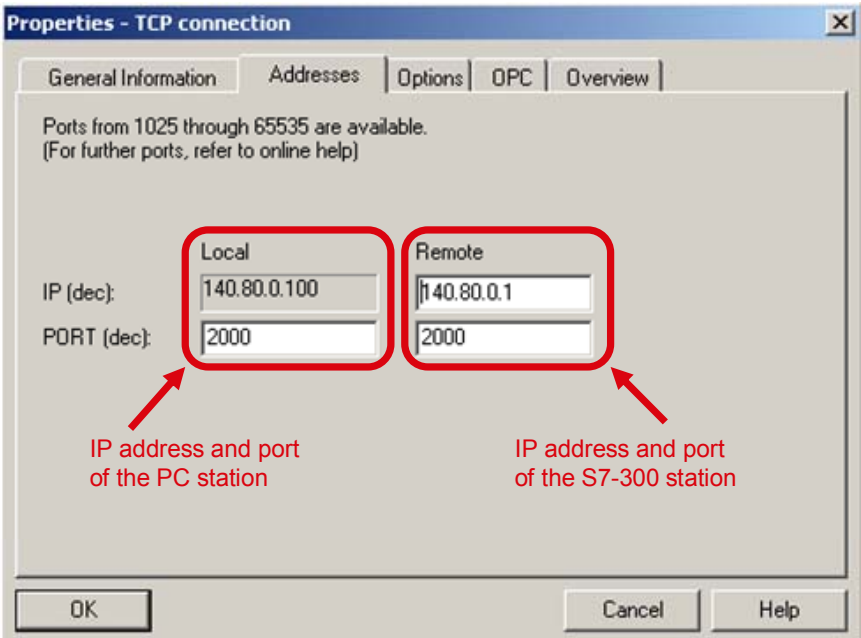 Properties - TCP connection
General Information Addresses Options OPC Overview
Ports from 1025 through 65535 are available.
(For further ports, refer to online help)
Local Remote
IP (dec): 140.80.0.100 140.80.0.1
PORT (dec): 2000 2000
IP address and port
of the PC station
IP address and port
of the S7-300 station
OK Cancel Help